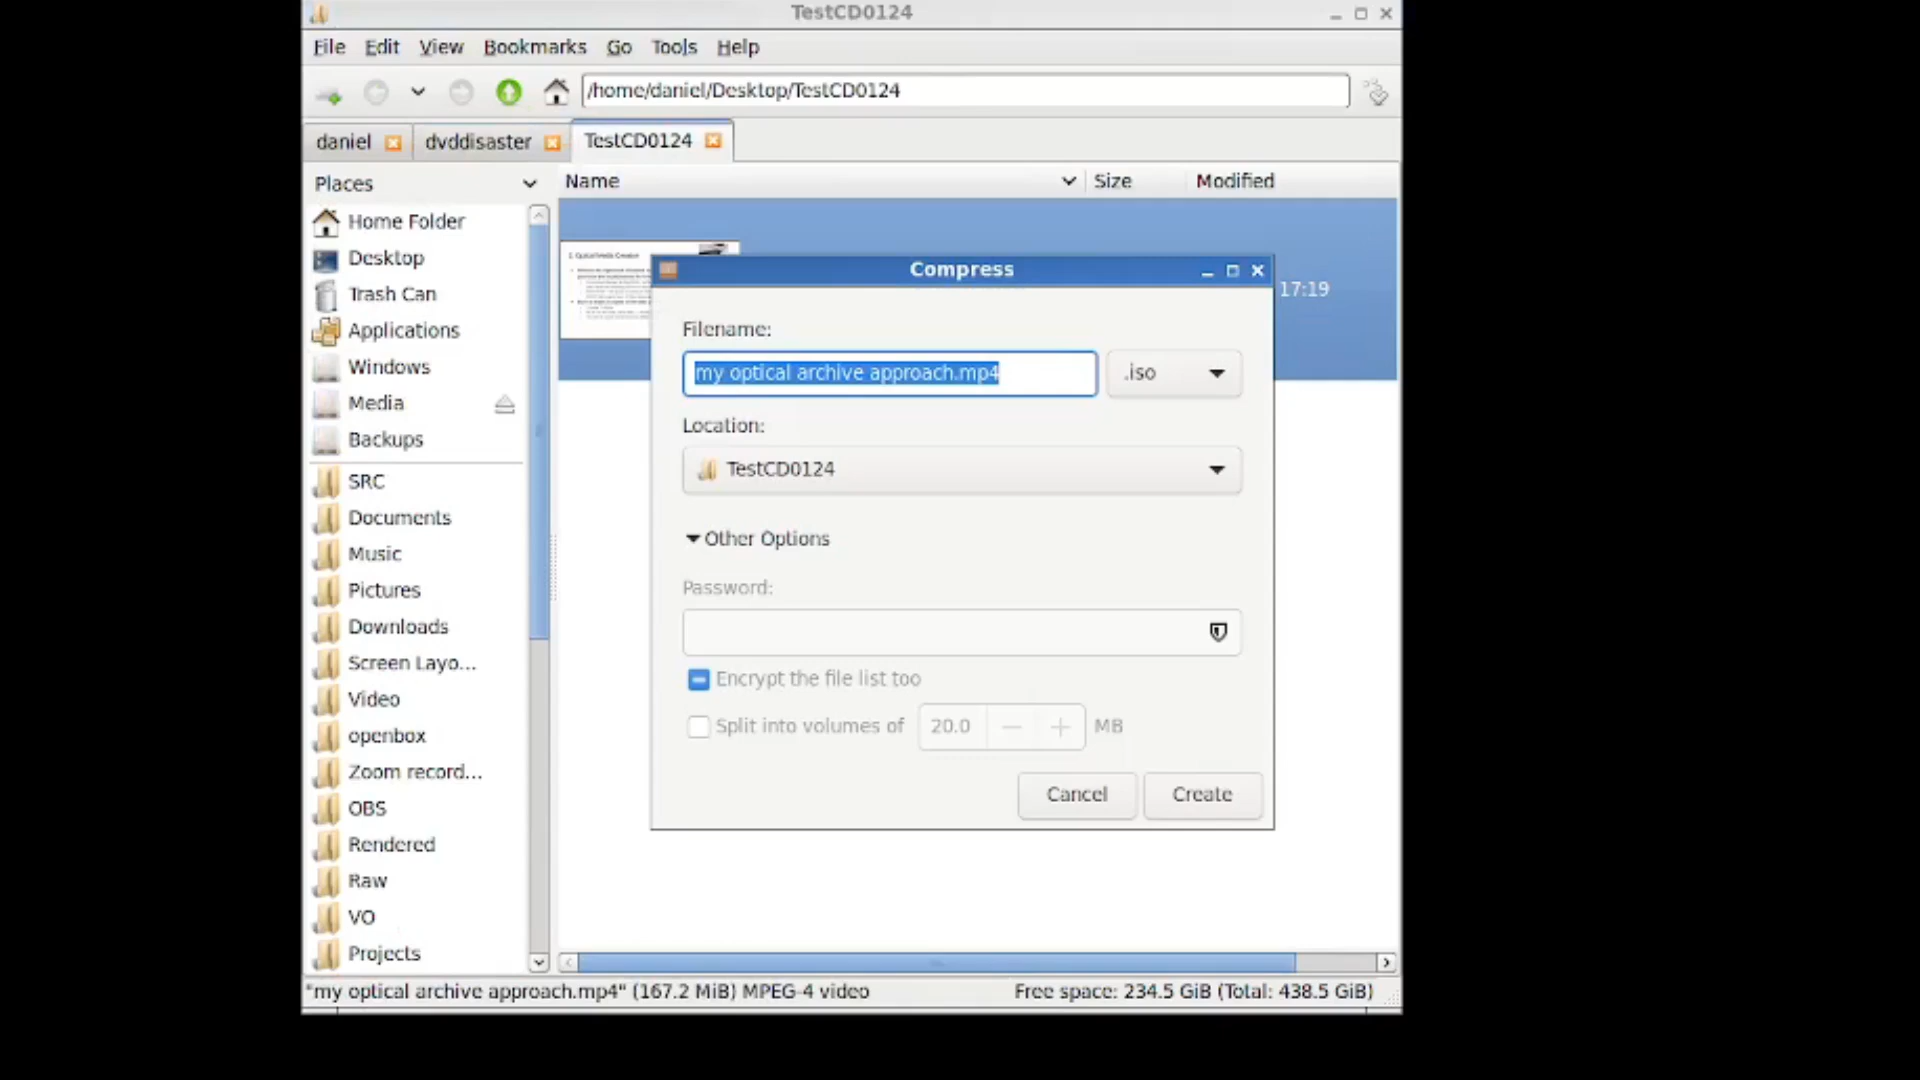 TestCD0124
File Edit View Bookmarks Go Tools Help
/home/daniel/Desktop/TestCD0124
daniel dvddisaster TestCD0124
Places
Name Size Modified
Home Folder
Desktop
Trash Can
Applications
Windows
Media
Backups
SRC
Documents
Music
Pictures
Downloads
Screen Layo...
Video
openbox
Zoom record...
OBS
Rendered
Raw
VO
Projects
17:19
Compress
Filename:
my optical archive approach.mp4 .iso
Location:
TestCD0124
Other Options
Password:
Encrypt the file list too
Split into volumes of 20.0 MB
Cancel Create
"my optical archive approach.mp4" (167.2 MiB) MPEG-4 video Free space: 234.5 GiB (Total: 438.5 GiB)